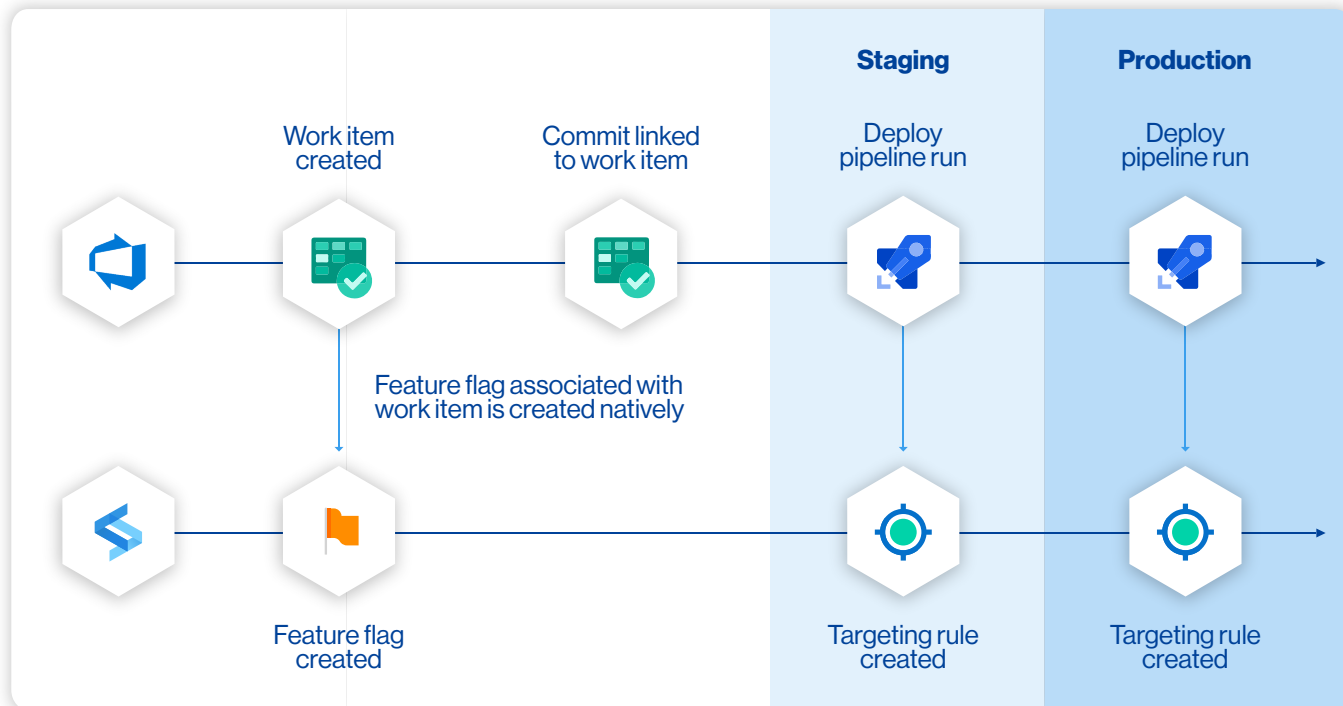 Staging
Production
Work item
created
Commit linked
to work item
Deploy
pipeline run
Deploy
pipeline run
Feature flag associated with
work item is created natively
Feature flag
created
Targeting rule
created
Targeting rule
created